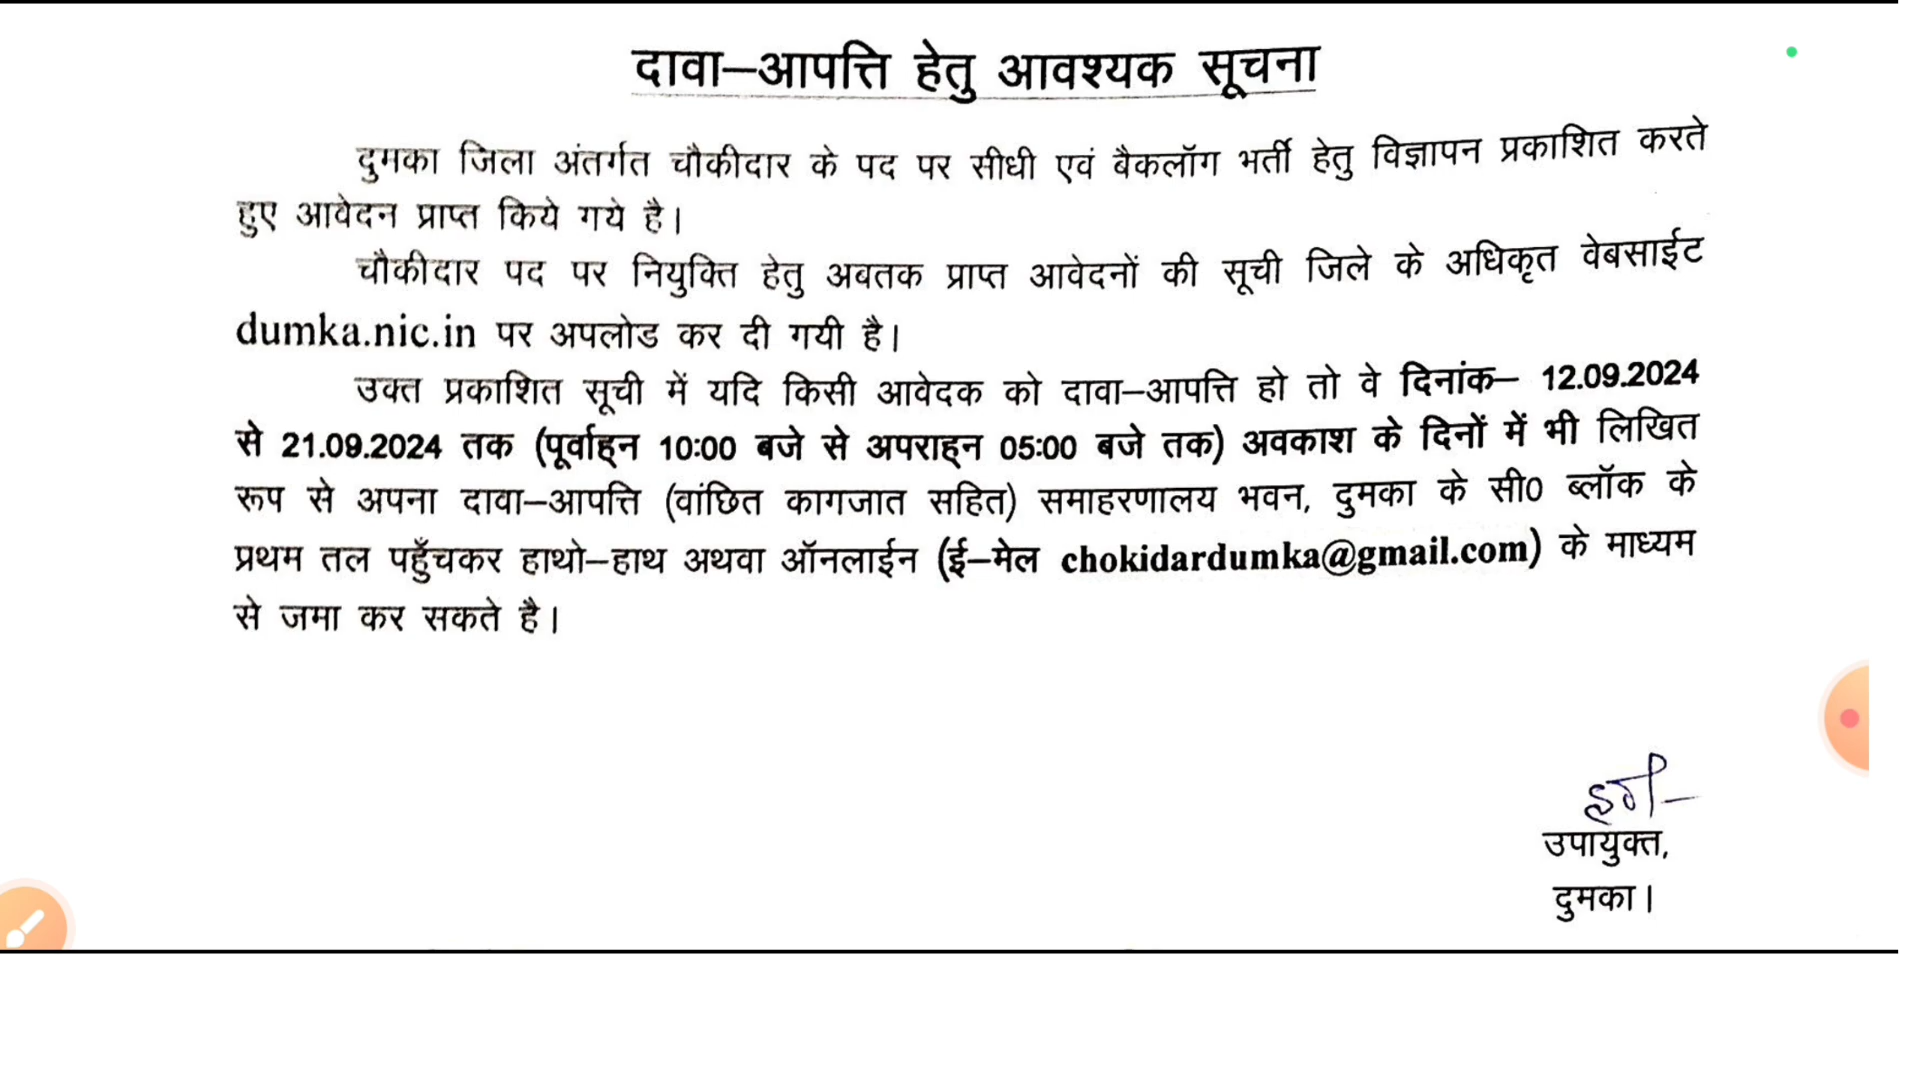 दावा–आपत्ति हेतु आवश्यक सूचना
दुमका जिला अंतर्गत चौकीदार के पद पर सीधी एवं बैकलॉग भर्ती हेतु विज्ञापन प्रकाशित करते
हुए आवेदन प्राप्त किये गये है।
चौकीदार पद पर नियुक्ति हेतु अबतक प्राप्त आवेदनों की सूची जिले के अधिकृत वेबसाईट
dumka.nic.in पर अपलोड कर दी गयी है।
उक्त प्रकाशित सूची में यदि किसी आवेदक को दावा–आपत्ति हो तो वे दिनांक– 12.09.2024
से 21.09.2024 तक (पूर्वाह्न 10:00 बजे से अपराह्न 05:00 बजे तक) अवकाश के दिनों में भी लिखित
रूप से अपना दावा–आपत्ति (वांछित कागजात सहित) समाहरणालय भवन, दुमका के सी0 ब्लॉक के
प्रथम तल पहुँचकर हाथो–हाथ अथवा ऑनलाईन (ई–मेल chokidardumka@gmail.com) के माध्यम
से जमा कर सकते है।
उपायुक्त,
दुमका।